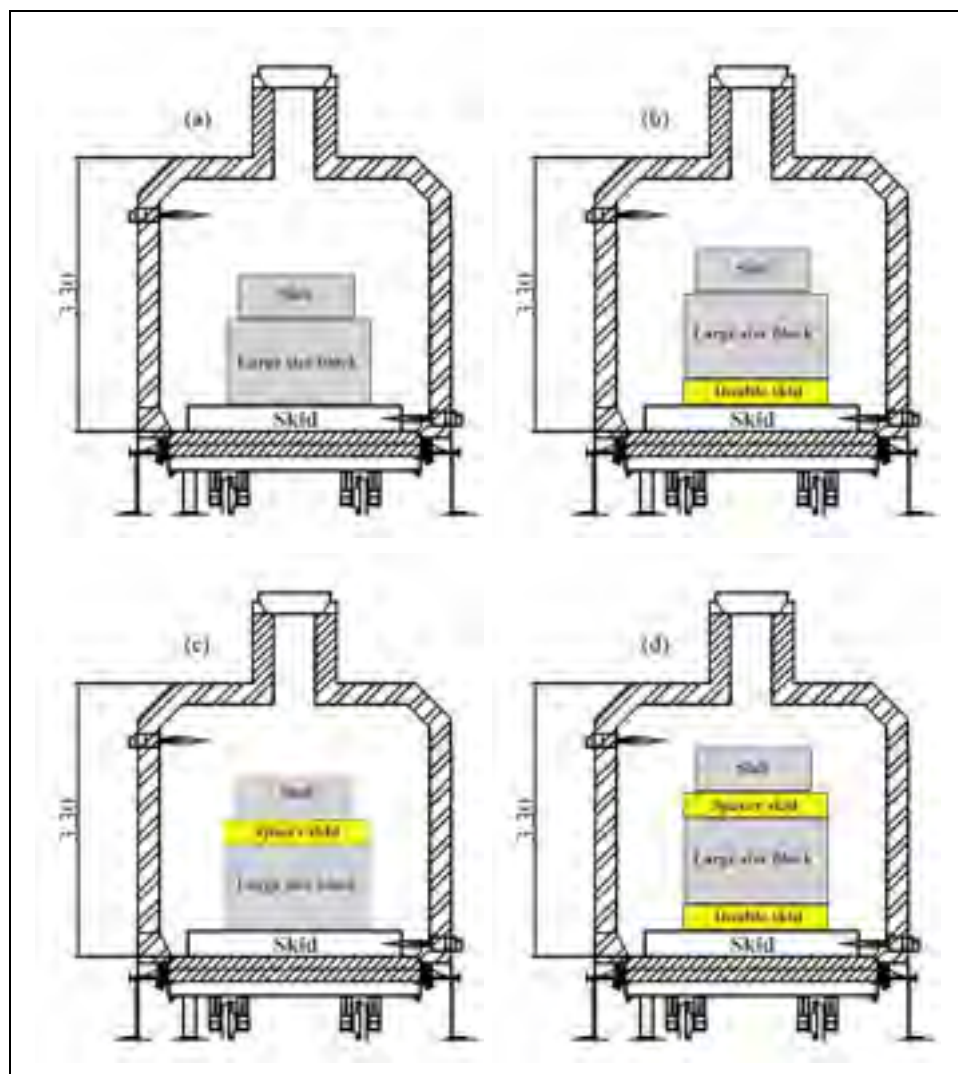 (a)
3.30
Slab
Large size block
Skid
(b)
3.30
Slab
Large size block
Double skid
Skid
(c)
3.30
Slab
Spacer skid
Large size block
Skid
(d)
3.30
Slab
Spacer skid
Large size block
Double skid
Skid